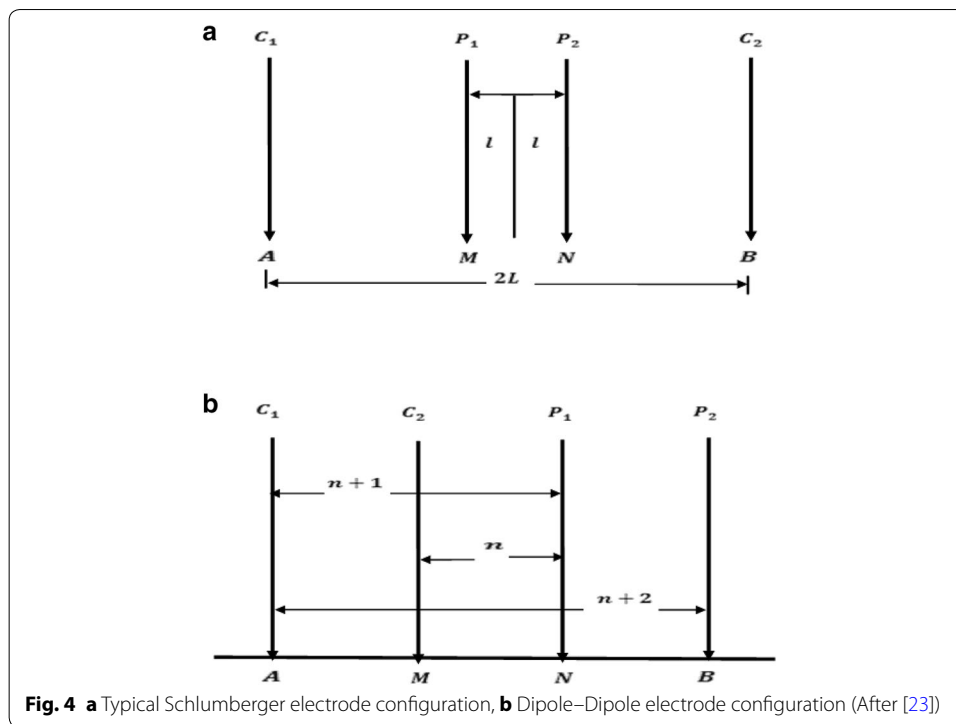 a
C₁ P₁ P₂ C₂
l l
A M N B
2L
b
C₁ C₂ P₁ P₂
n + 1
n
n + 2
A M N B
Fig. 4 a Typical Schlumberger electrode configuration, b Dipole–Dipole electrode configuration (After [23])